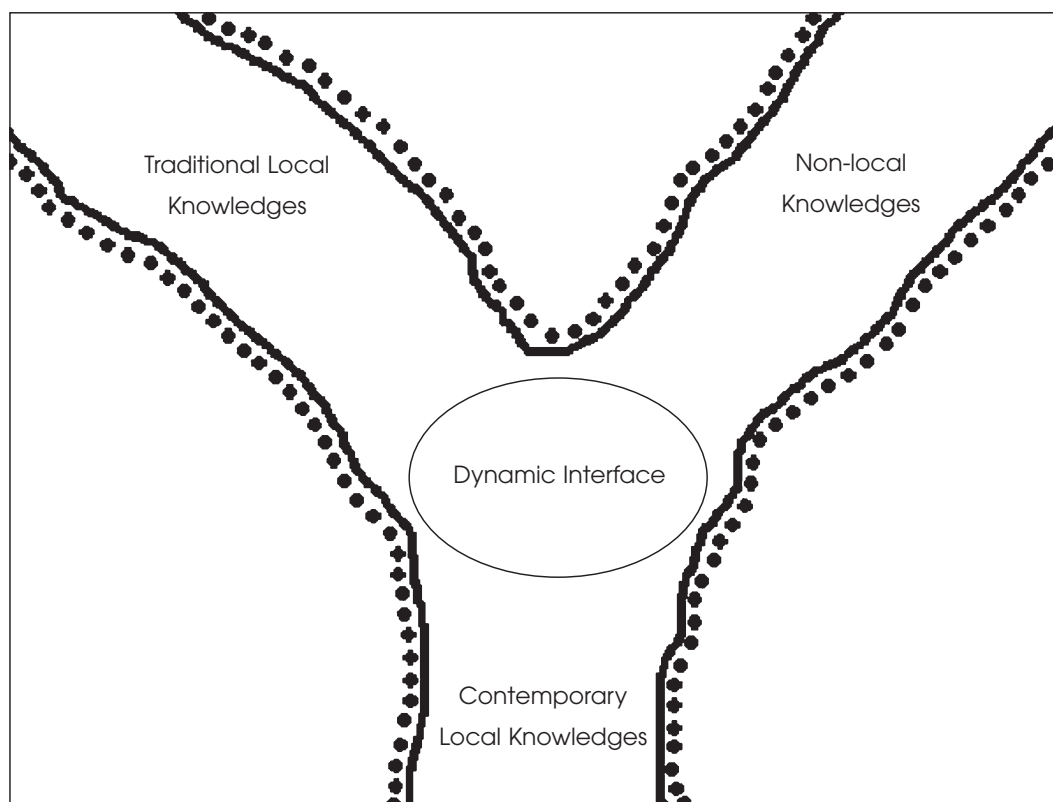 Traditional Local
Knowledges
Non-local
Knowledges
Dynamic Interface
Contemporary
Local Knowledges